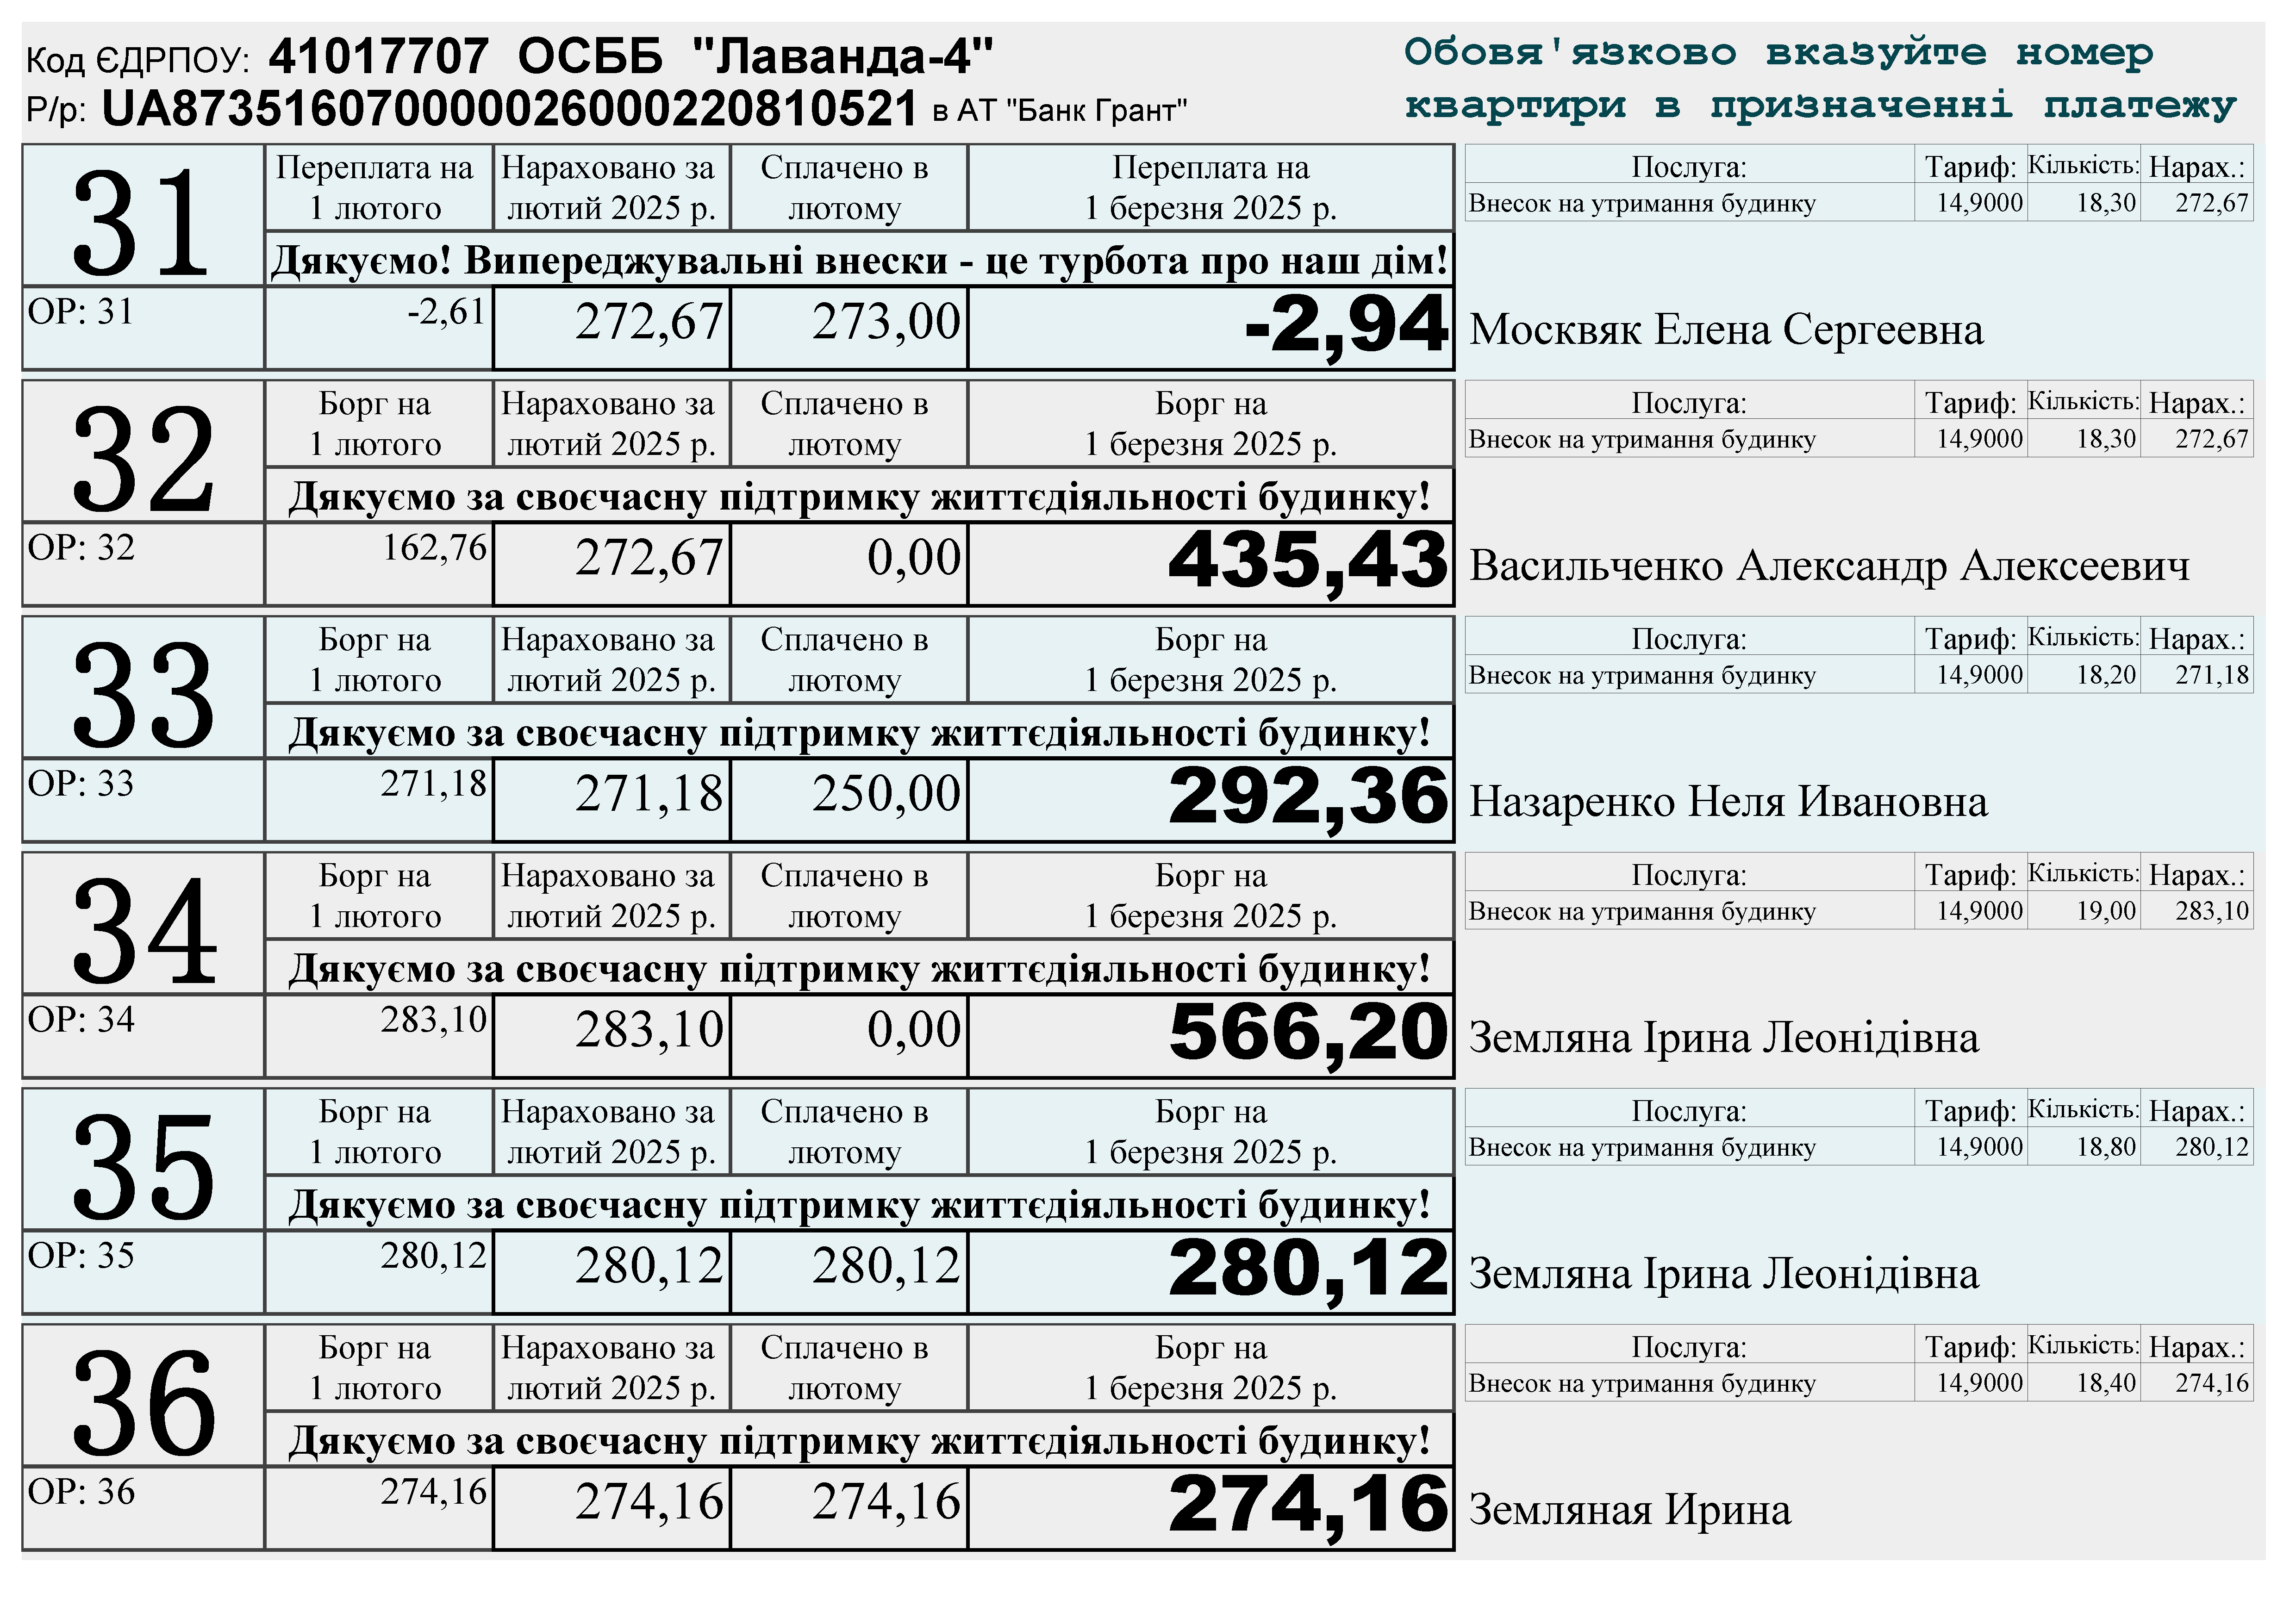 Код ЄДРПОУ: 41017707 ОСББ "Лаванда-4"
Р/р: UA873516070000026000220810521 в АТ "Банк Грант"
Обовя'язково вказуйте номер
квартири в призначенні платежу
31
Переплата на
1 лютого
Нараховано за
лютий 2025 р.
Сплачено в
лютому
Переплата на
1 березня 2025 р.
Дякуємо! Випереджувальні внески - це турбота про наш дім!
ОР: 31 -2,61 272,67 273,00 -2,94
Послуга: Тариф: Кількість: Нарах.:
Внесок на утримання будинку 14,9000 18,30 272,67
Москвяк Елена Сергеевна
32
Борг на
1 лютого
Нараховано за
лютий 2025 р.
Сплачено в
лютому
Борг на
1 березня 2025 р.
Дякуємо за своєчасну підтримку життєдіяльності будинку!
ОР: 32 162,76 272,67 0,00 435,43
Послуга: Тариф: Кількість: Нарах.:
Внесок на утримання будинку 14,9000 18,30 272,67
Васильченко Александр Алексеевич
33
Борг на
1 лютого
Нараховано за
лютий 2025 р.
Сплачено в
лютому
Борг на
1 березня 2025 р.
Дякуємо за своєчасну підтримку життєдіяльності будинку!
ОР: 33 271,18 271,18 250,00 292,36
Послуга: Тариф: Кількість: Нарах.:
Внесок на утримання будинку 14,9000 18,20 271,18
Назаренко Неля Ивановна
34
Борг на
1 лютого
Нараховано за
лютий 2025 р.
Сплачено в
лютому
Борг на
1 березня 2025 р.
Дякуємо за своєчасну підтримку життєдіяльності будинку!
ОР: 34 283,10 283,10 0,00 566,20
Послуга: Тариф: Кількість: Нарах.:
Внесок на утримання будинку 14,9000 19,00 283,10
Земляна Ірина Леонідівна
35
Борг на
1 лютого
Нараховано за
лютий 2025 р.
Сплачено в
лютому
Борг на
1 березня 2025 р.
Дякуємо за своєчасну підтримку життєдіяльності будинку!
ОР: 35 280,12 280,12 280,12 280,12
Послуга: Тариф: Кількість: Нарах.:
Внесок на утримання будинку 14,9000 18,80 280,12
Земляна Ірина Леонідівна
36
Борг на
1 лютого
Нараховано за
лютий 2025 р.
Сплачено в
лютому
Борг на
1 березня 2025 р.
Дякуємо за своєчасну підтримку життєдіяльності будинку!
ОР: 36 274,16 274,16 274,16 274,16
Послуга: Тариф: Кількість: Нарах.:
Внесок на утримання будинку 14,9000 18,40 274,16
Земляная Ирина